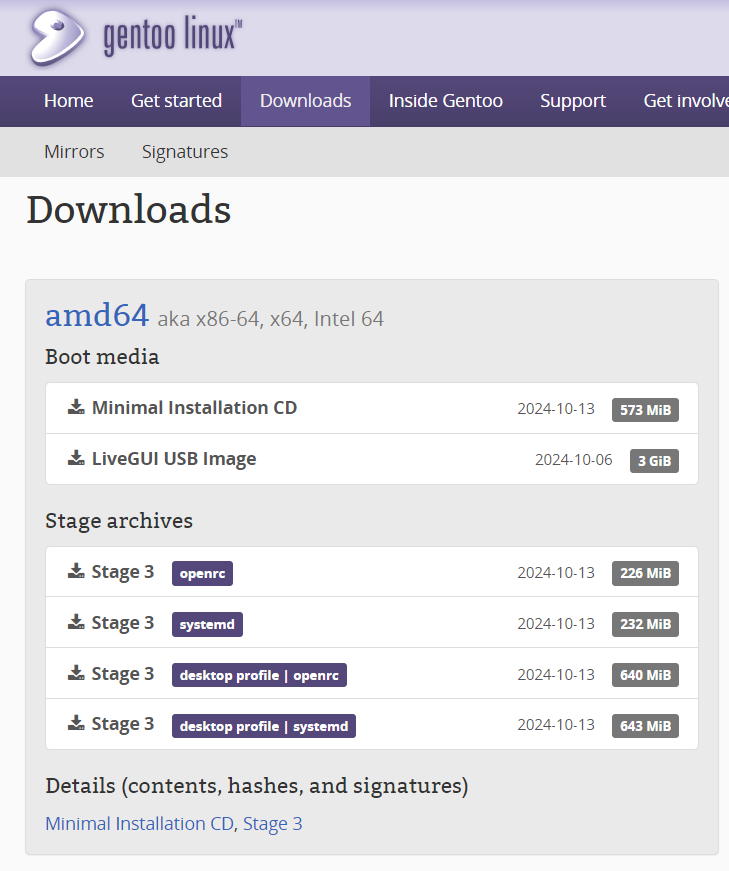 gentoo linux™
Home Get started Downloads Inside Gentoo Support Get involve
Mirrors Signatures
Downloads
amd64 aka x86-64, x64, Intel 64
Boot media
Minimal Installation CD 2024-10-13 573 MiB
LiveGUI USB Image 2024-10-06 3 GiB
Stage archives
Stage 3 openrc 2024-10-13 226 MiB
Stage 3 systemd 2024-10-13 232 MiB
Stage 3 desktop profile | openrc 2024-10-13 640 MiB
Stage 3 desktop profile | systemd 2024-10-13 643 MiB
Details (contents, hashes, and signatures)
Minimal Installation CD, Stage 3